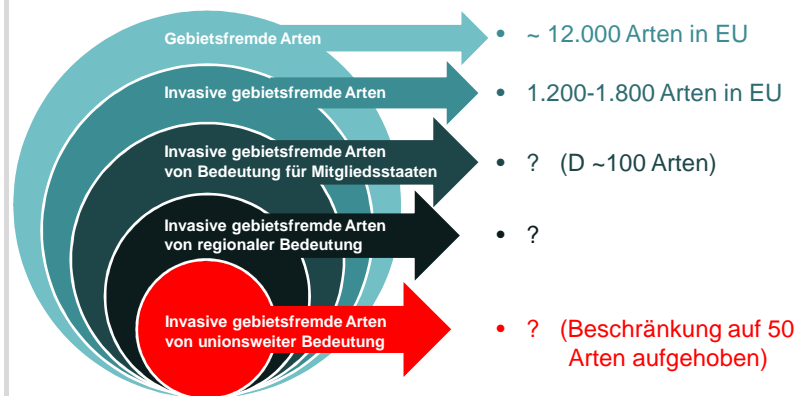 Gebietsfremde Arten
• ~ 12.000 Arten in EU
Invasive gebietsfremde Arten
• 1.200-1.800 Arten in EU
Invasive gebietsfremde Arten
von Bedeutung für Mitgliedsstaaten
• ? (D ~100 Arten)
Invasive gebietsfremde Arten
von regionaler Bedeutung
• ?
Invasive gebietsfremde Arten
von unionsweiter Bedeutung
• ? (Beschränkung auf 50
Arten aufgehoben)